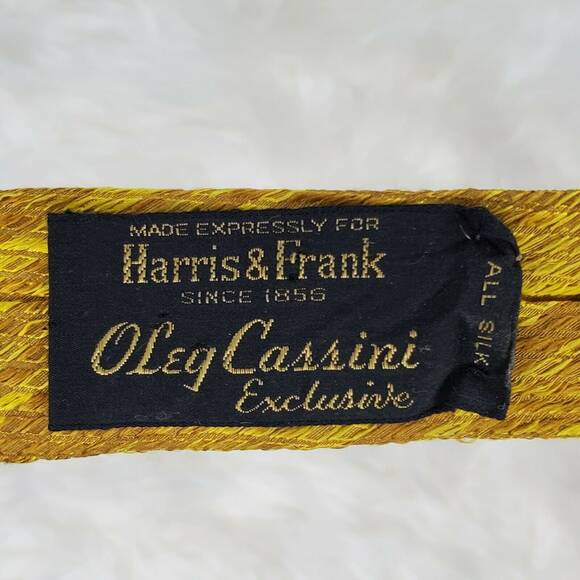 MADE EXPRESSLY FOR
Harris & Frank
SINCE 1856
OLeg Cassini
Exclusive
ALL SILK